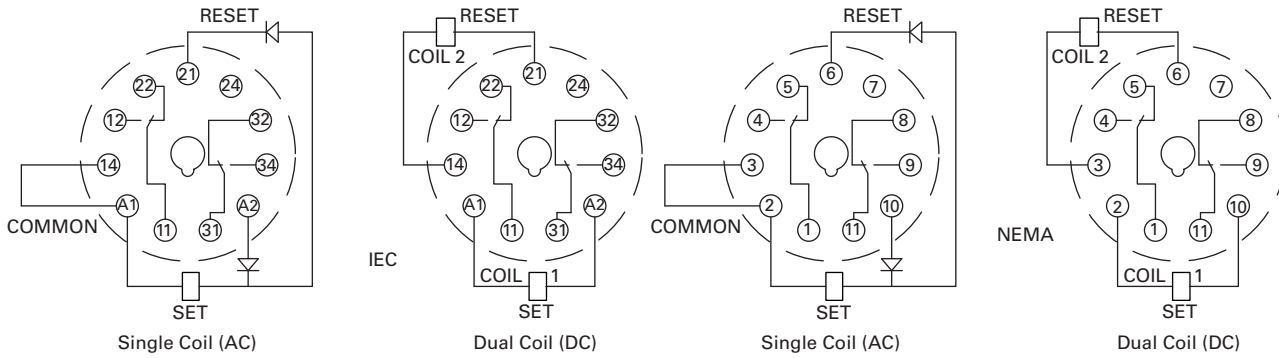 RESET
21
22
24
12
32
14
34
A1
A2
COMMON
11
31
SET
Single Coil (AC)
RESET
COIL 2
21
22
24
12
32
14
34
A1
A2
11
31
IEC
COIL 1
SET
Dual Coil (DC)
RESET
6
5
7
4
8
3
9
2
10
COMMON
1
11
SET
Single Coil (AC)
RESET
COIL 2
6
5
7
4
8
3
9
2
10
1
11
NEMA
COIL 1
SET
Dual Coil (DC)